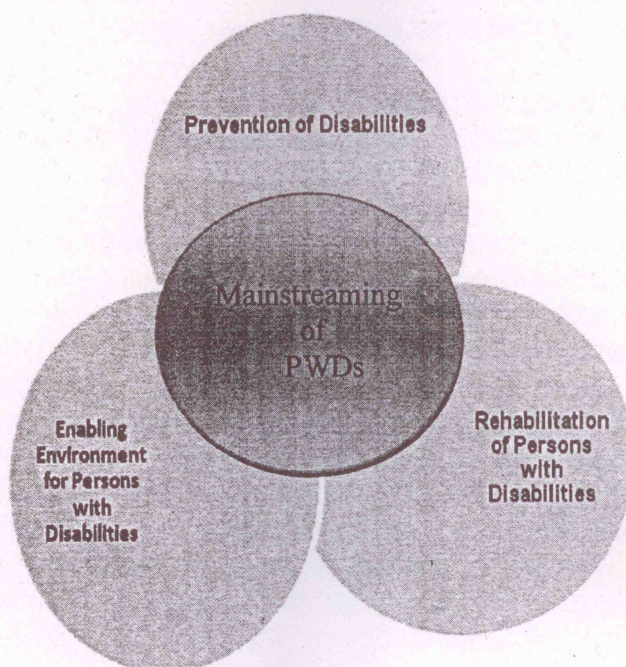 Prevention of Disabilities
Mainstreaming
of
PWDs
Enabling
Environment
for Persons
with
Disabilities
Rehabilitation
of Persons
with
Disabilities